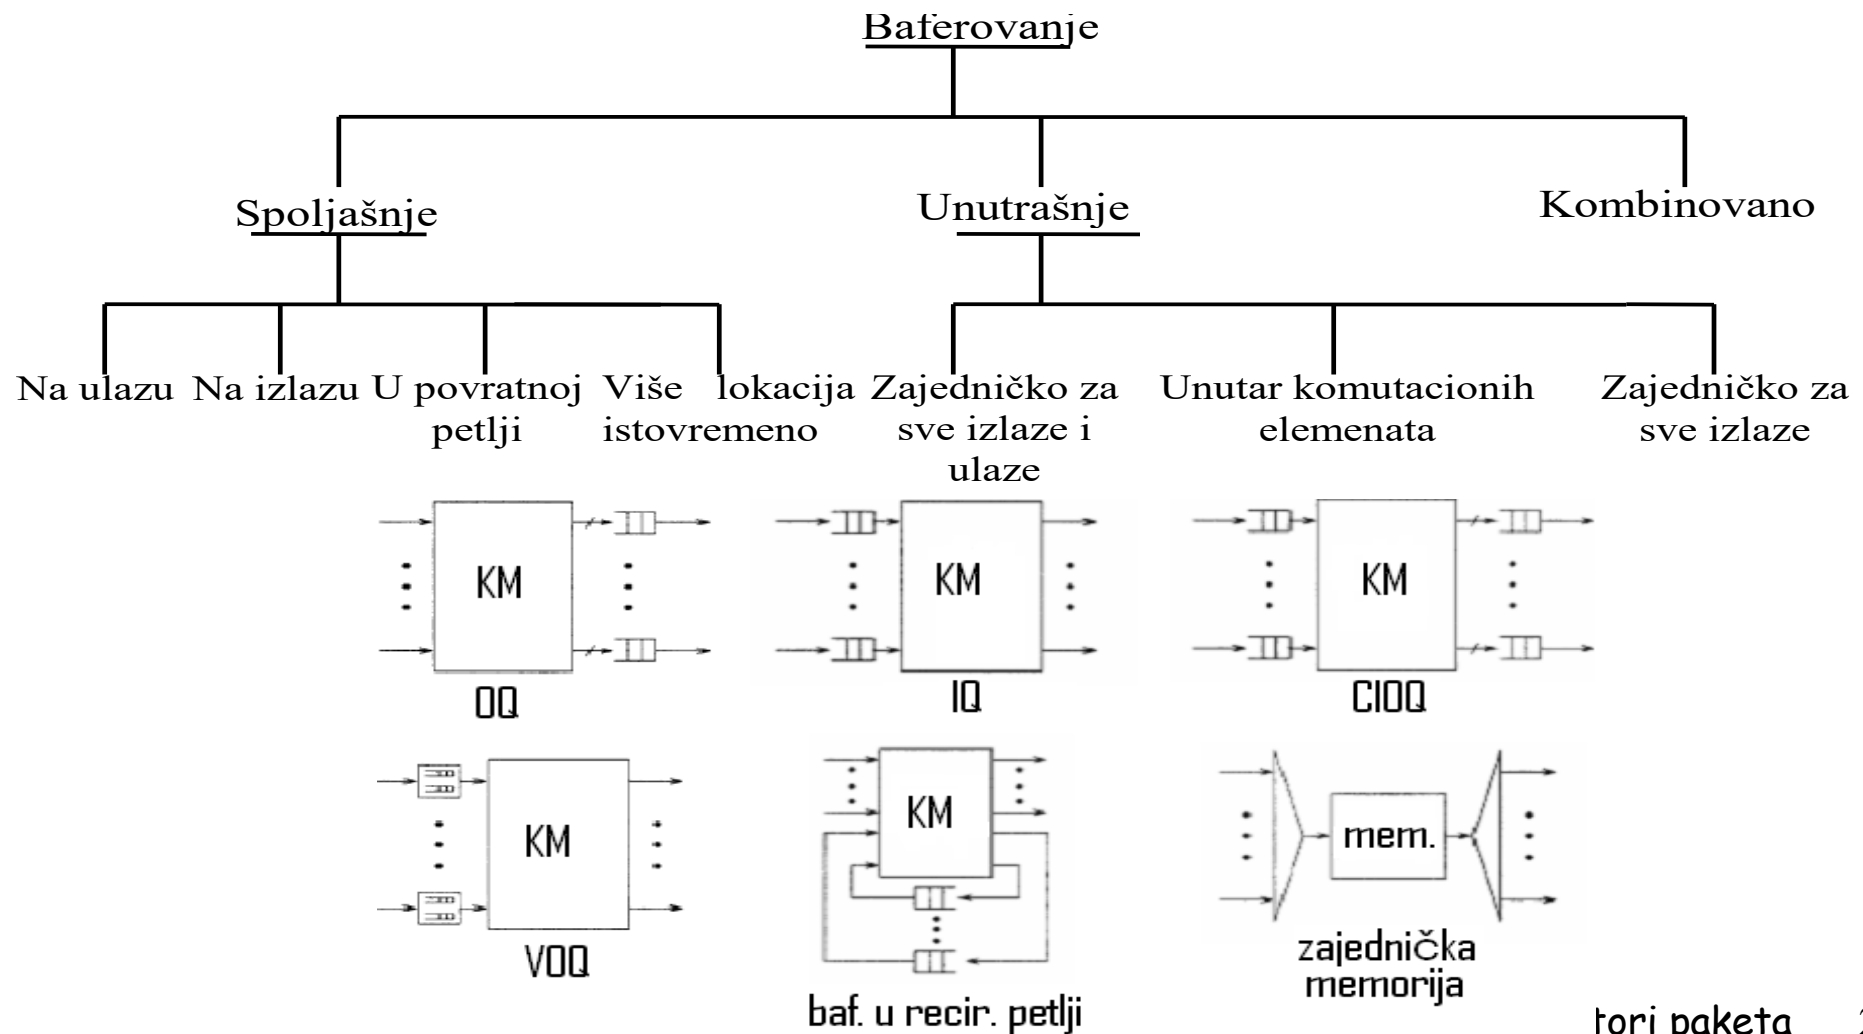 Baferovanje
Spoljašnje
Unutrašnje
Kombinovano
Na ulazu
Na izlazu
U povratnoj
petlji
Više lokacija
istovremeno
Zajedničko za
sve izlaze i
ulaze
Unutar komutacionih
elemenata
Zajedničko za
sve izlaze
KM
OQ
KM
IQ
KM
CIOQ
KM
VOQ
KM
baf. u recir. petlji
mem.
zajednička
memorija
tori paketa